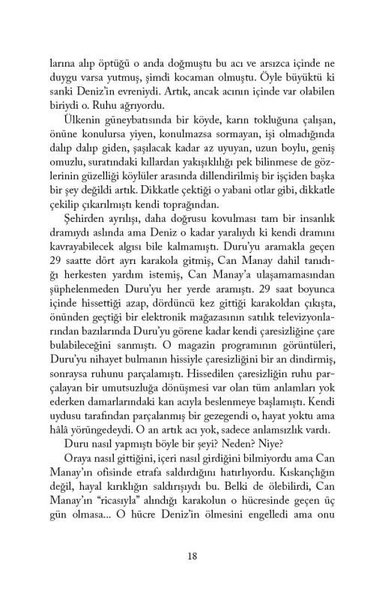 larına alıp öptüğü o anda doğmuştu bu acı ve arsızca içinde ne
duygu varsa yutmuş, şimdi kocaman olmuştu. Öyle büyüktü ki
sanki Deniz'in evreniydi. Artık, ancak acının içinde var olabilen
biriydi o. Ruhu ağrıyordu.
Ülkenin güneybatısında bir köyde, karın tokluğuna çalışan,
önüne konulursa yiyen, konulmazsa sormayan, işi olmadığında
dalıp dalıp giden, şaşılacak kadar az uyuyan, uzun boylu, geniş
omuzlu, suratındaki kıllardan yakışıklılığı pek bilinmese de göz-
lerinin güzelliği köylüler arasında dillendirilmiş bir işçiden başka
bir şey değildi artık. Dikkatle çektiği o yabani otlar gibi, dikkatle
çekilip çıkarılmıştı kendi toprağından.
Şehirden ayrılışı, daha doğrusu kovulması tam bir insanlık
dramıydı aslında ama Deniz o kadar yaralıydı ki kendi dramını
kavrayabilecek algısı bile kalmamıştı. Duru'yu aramakla geçen
29 saatte dört ayrı karakola gitmiş, Can Manay dahil tanıdı-
ğı herkesten yardım istemiş, Can Manay'a ulaşamamasından
şüphelenmeden Duru'yu her yerde aramıştı. 29 saat boyunca
içinde hissettiği azap, dördüncü kez gittiği karakoldan çıkışta,
önünden geçtiği bir elektronik mağazasının satılık televizyonla-
rından bazılarında Duru'yu görene kadar kendi çaresizliğine çare
bulabileceğini sanmıştı. O magazin programının görüntüleri,
Duru'yu nihayet bulmanın hissiyle çaresizliğini bir an dindirmiş,
sonraysa ruhunu parçalamıştı. Hissedilen çaresizliğin ruhu par-
çalayan bir umutsuzluğa dönüşmesi var olan tüm anlamları yok
ederken damarlarındaki kan acıyla beslenmeye başlamıştı. Kendi
uydusu tarafından parçalanmış bir gezegendi o, hayat yoktu ama
hâlâ yörüngedeydi. O an artık acı yok, sadece anlamsızlık vardı.
Duru nasıl yapmıştı böyle bir şeyi? Neden? Niye?
Oraya nasıl gittiğini, içeri nasıl girdiğini bilmiyordu ama Can
Manay'ın ofisinde etrafa saldırdığını hatırlıyordu. Kıskançlığın
değil, hayal kırıklığın saldırışıydı bu. Belki de ölebilirdi, Can
Manay'ın "ricasıyla" alındığı karakolun o hücresinde geçen üç
gün olmasa... O hücre Deniz'in ölmesini engelledi ama onu
18